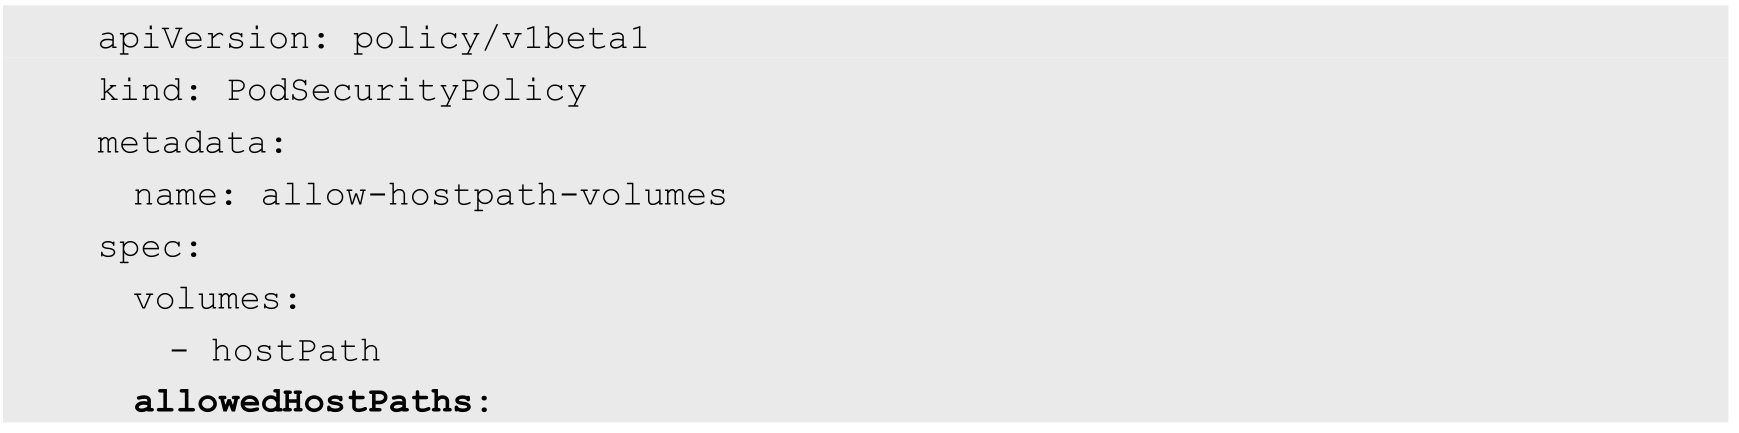 apiVersion: policy/v1beta1
kind: PodSecurityPolicy
metadata:
  name: allow-hostpath-volumes
spec:
  volumes:
    - hostPath
  allowedHostPaths: